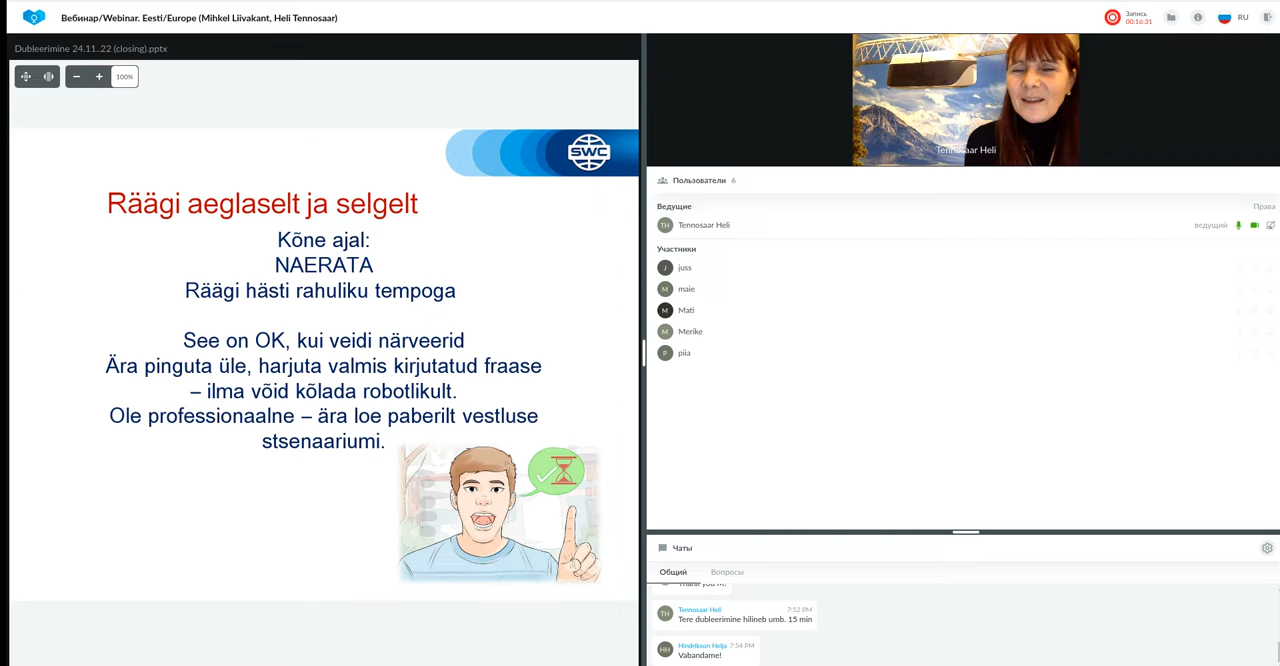 Вебинар/Webinar. Eesti/Europe (Mihkel Liivakant, Heli Tennosaar)
Запись
00:16:31
RU
Dubleerimine 24.11..22 (closing).pptx
100%
SWC
Räägi aeglaselt ja selgelt
Kõne ajal:
NAERATA
Räägi hästi rahuliku tempoga
See on OK, kui veidi närveerid
Ära pinguta üle, harjuta valmis kirjutatud fraase
– ilma võid kõlada robotlikult.
Ole professionaalne – ära loe paberilt vestluse
stsenaariumi.
Tennosaar Heli
Пользователи 6
Ведущие
Права
TH Tennosaar Heli
ведущий
Участники
J juss
M maie
M Mati
M Merike
P piia
Чаты
Общий
Вопросы
Thank you M!
TH Tennosaar Heli 7:52 PM
Tere dubleerimine hilineb umb. 15 min
HH Hindrikson Helja 7:54 PM
Vabandame!